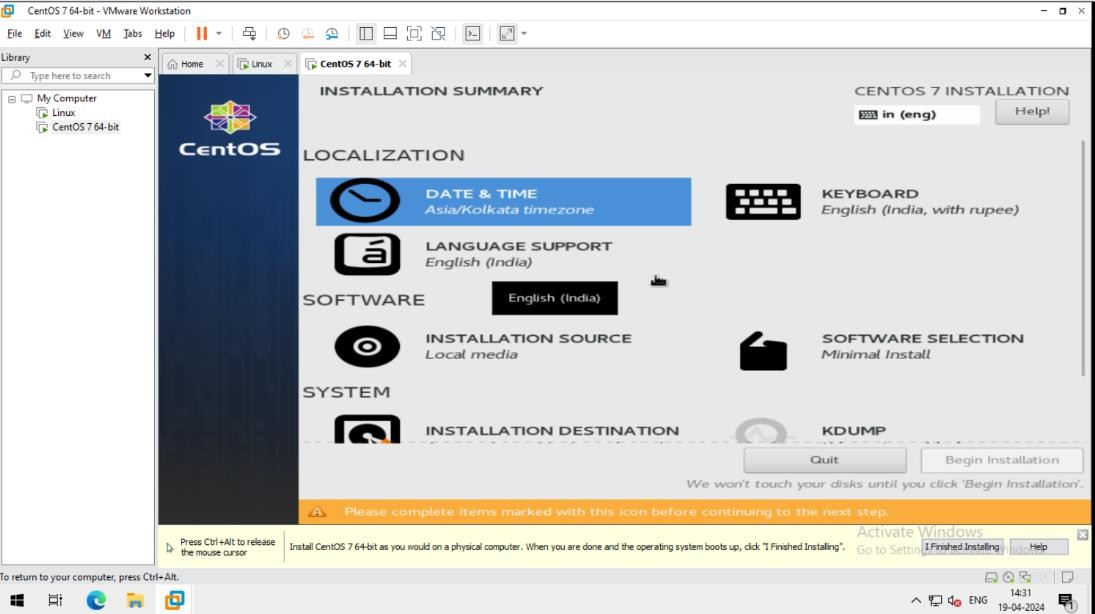 CentOS 7 64-bit - VMware Workstation
File Edit View VM Tabs Help
Library
Type here to search
My Computer
Linux
CentOS 7 64-bit
Home Linux CentOS 7 64-bit
CentOS
INSTALLATION SUMMARY
CENTOS 7 INSTALLATION
in (eng)
Help!
LOCALIZATION
DATE & TIME
Asia/Kolkata timezone
KEYBOARD
English (India, with rupee)
á
LANGUAGE SUPPORT
English (India)
English (India)
SOFTWARE
INSTALLATION SOURCE
Local media
SOFTWARE SELECTION
Minimal Install
SYSTEM
INSTALLATION DESTINATION
KDUMP
Quit
Begin Installation
We won't touch your disks until you click 'Begin Installation'.
Please complete items marked with this icon before continuing to the next step.
Activate Windows
Press Ctrl+Alt to release
the mouse cursor
Install CentOS 7 64-bit as you would on a physical computer. When you are done and the operating system boots up, click "I Finished Installing".
Go to Settings
I Finished Installing
Help
To return to your computer, press Ctrl+Alt.
ENG
14:31
19-04-2024
1